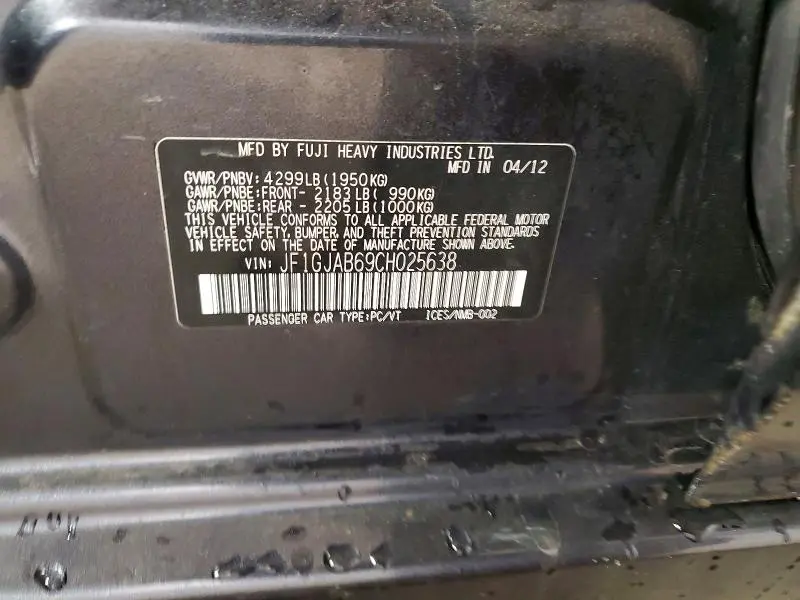 MFD BY FUJI HEAVY INDUSTRIES LTD.
MFD IN 04/12
GVWR/PNBV: 4299LB(1950KG)
GAWR/PNBE:FRONT- 2183LB( 990KG)
GAWR/PNBE:REAR - 2205LB(1000KG)
THIS VEHICLE CONFORMS TO ALL APPLICABLE FEDERAL MOTOR
VEHICLE SAFETY, BUMPER, AND THEFT PREVENTION STANDARDS
IN EFFECT ON THE DATE OF MANUFACTURE SHOWN ABOVE.
VIN: JF1GJAB69CH025638
PASSENGER CAR TYPE:PC/VT ICES/NMB-002